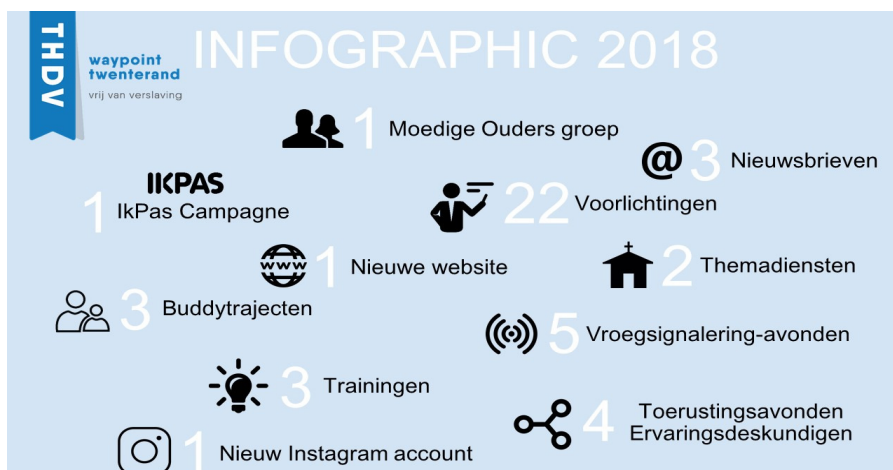 THDV
waypoint
twenterand
vrij van verslaving
INFOGRAPHIC 2018
1 Moedige Ouders groep
@ 3 Nieuwsbrieven
IKPAS
1 IkPas Campagne
22 Voorlichtingen
www 1 Nieuwe website
2 Themadiensten
3 Buddytrajecten
5 Vroegsignalering-avonden
3 Trainingen
4 Toerustingsavonden
Ervaringsdeskundigen
1 Nieuw Instagram account